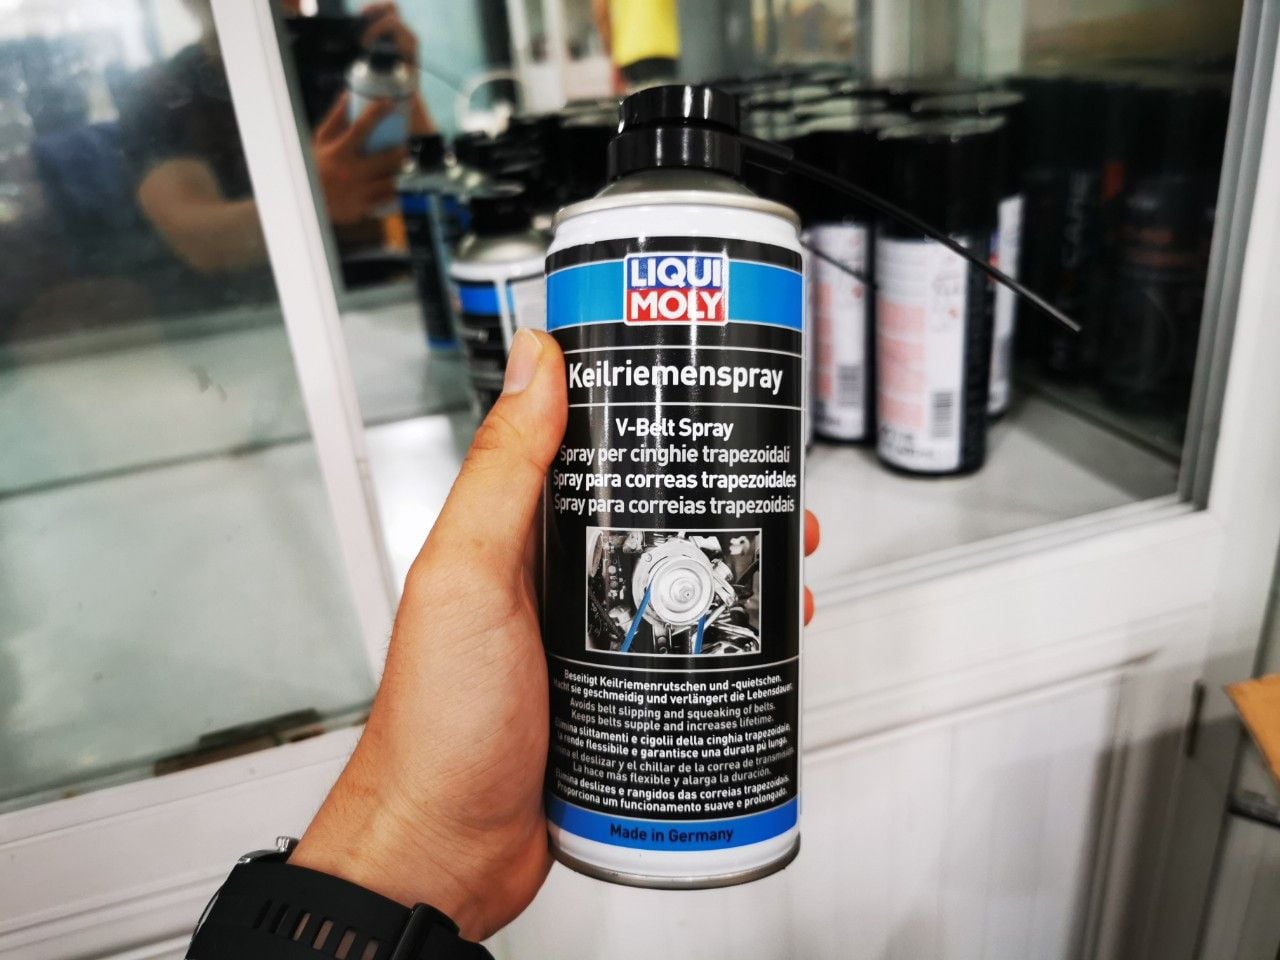 LIQUI
MOLY
Keilriemenspray
V-Belt Spray
Spray per cinghie trapezoidali
Spray para correas trapezoidales
Spray para correias trapezoidais
Beseitigt Keilriemenrutschen und -quietschen.
Macht sie geschmeidig und verlängert die Lebensdauer.
Avoids belt slipping and squeaking of belts.
Keeps belts supple and increases lifetime.
Elimina slittamenti e cigolii della cinghia trapezoidale,
la rende flessibile e garantisce una durata pù lunga.
el deslizar y el chillar de la correa de transmisión.
La hace más flexible y alarga la duración.
Elimina deslizes e rangidos das correias trapezoidais.
Proporciona um funcionamento suave e prolongado.
Made in Germany